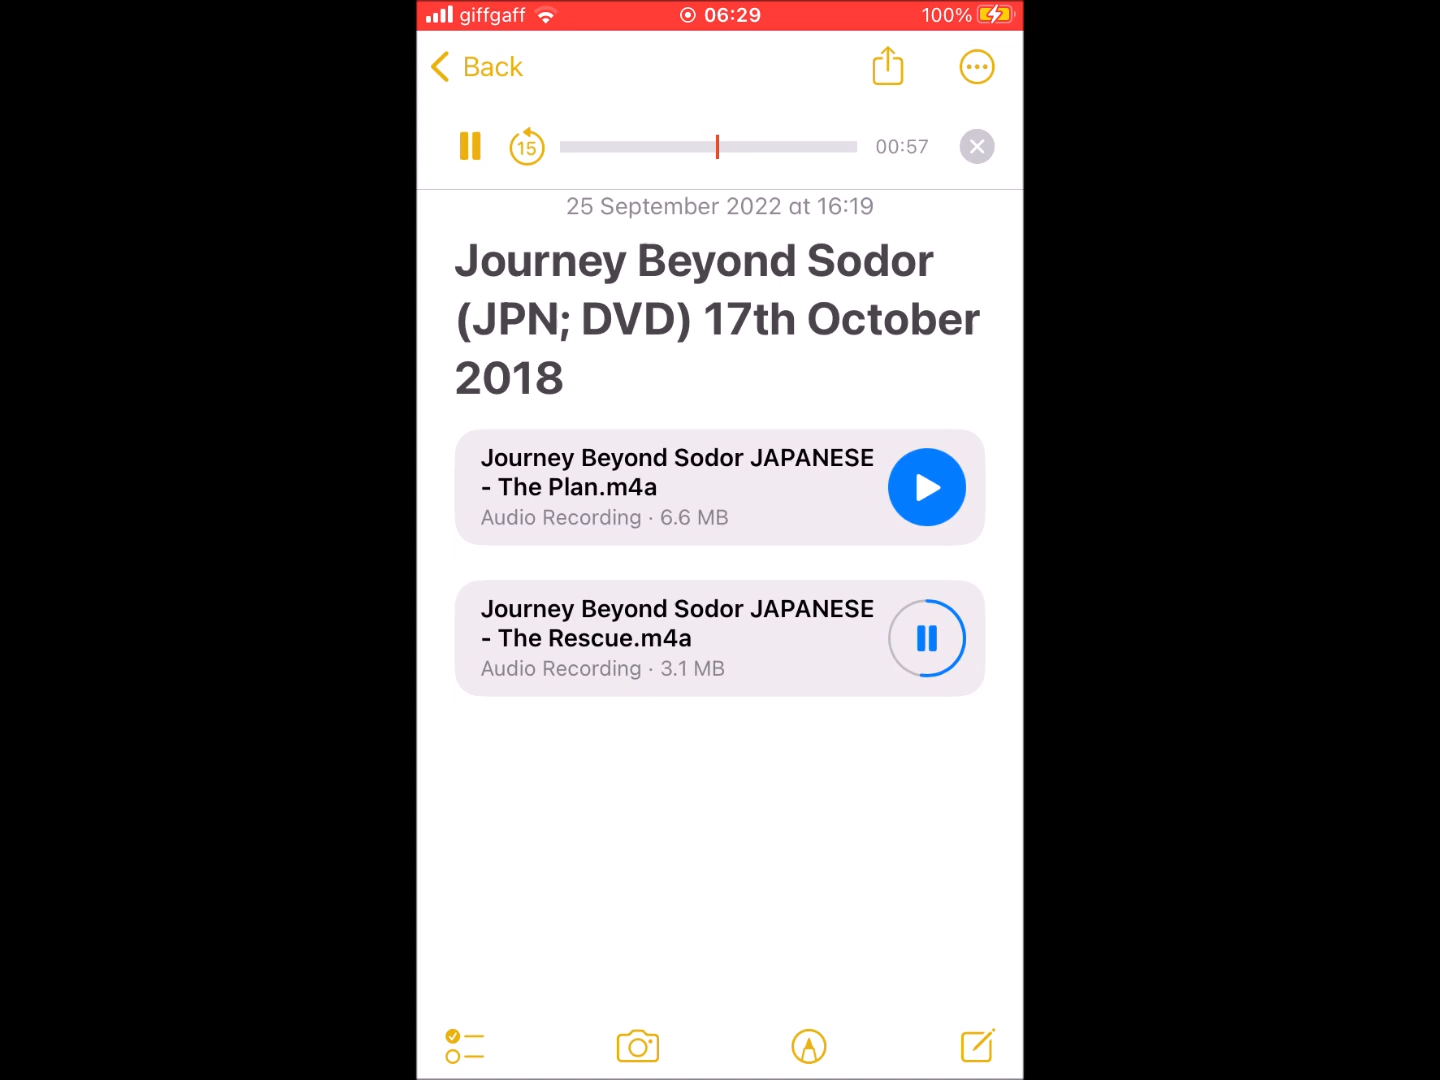 giffgaff 06:29 100%
Back
15 00:57
25 September 2022 at 16:19
Journey Beyond Sodor
(JPN; DVD) 17th October
2018
Journey Beyond Sodor JAPANESE
- The Plan.m4a
Audio Recording · 6.6 MB
Journey Beyond Sodor JAPANESE
- The Rescue.m4a
Audio Recording · 3.1 MB